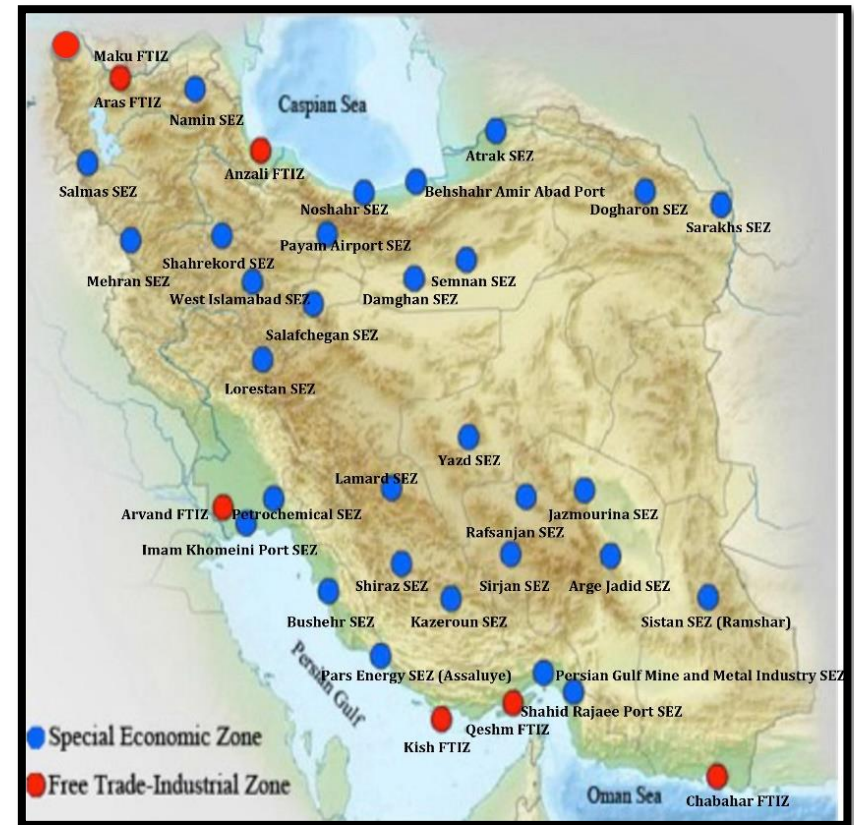 Maku FTIZ
Aras FTIZ
Namin SEZ
Caspian Sea
Atrak SEZ
Anzali FTIZ
Salmas SEZ
Behshahr Amir Abad Port
Noshahr SEZ
Dogharon SEZ
Sarakhs SEZ
Payam Airport SEZ
Shahrekord SEZ
Mehran SEZ
Semnan SEZ
West Islamabad SEZ
Damghan SEZ
Salafchegan SEZ
Lorestan SEZ
Yazd SEZ
Lamard SEZ
Arvand FTIZ
Petrochemical SEZ
Jazmourina SEZ
Rafsanjan SEZ
Imam Khomeini Port SEZ
Shiraz SEZ
Sirjan SEZ
Arge Jadid SEZ
Bushehr SEZ
Kazeroun SEZ
Sistan SEZ (Ramshar)
Persian Gulf
Pars Energy SEZ (Assaluye)
Persian Gulf Mine and Metal Industry SEZ
Shahid Rajaee Port SEZ
Qeshm FTIZ
Kish FTIZ
Special Economic Zone
Free Trade-Industrial Zone
Oman Sea
Chabahar FTIZ